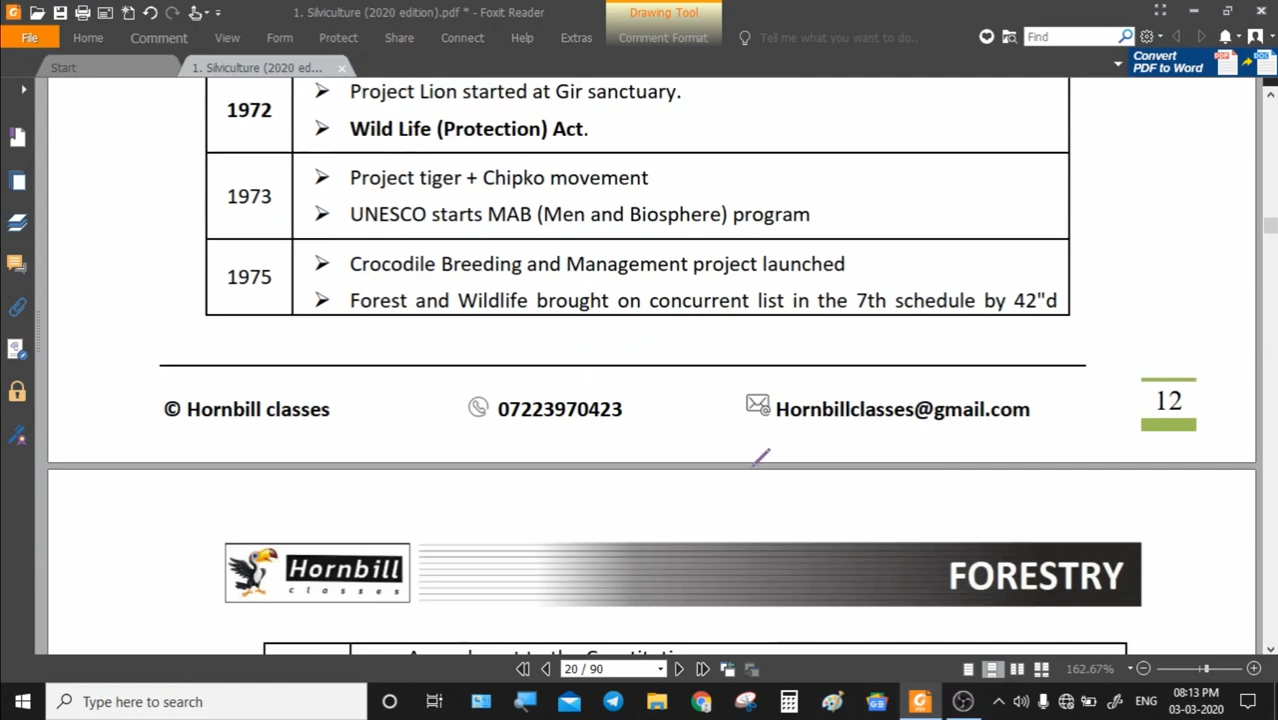 1. Silviculture (2020 edition).pdf * - Foxit Reader
Drawing Tool
File Home Comment View Form Protect Share Connect Help Extras Comment Format Tell me what you want to do... Find
Start 1. Silviculture (2020 ed... Convert
PDF to Word
1972
➢ Project Lion started at Gir sanctuary.
➢ Wild Life (Protection) Act.
1973
➢ Project tiger + Chipko movement
➢ UNESCO starts MAB (Men and Biosphere) program
1975
➢ Crocodile Breeding and Management project launched
➢ Forest and Wildlife brought on concurrent list in the 7th schedule by 42"d
© Hornbill classes 07223970423 Hornbillclasses@gmail.com 12
Hornbill
classes
FORESTRY
20 / 90 162.67%
Type here to search ENG 08:13 PM
03-03-2020